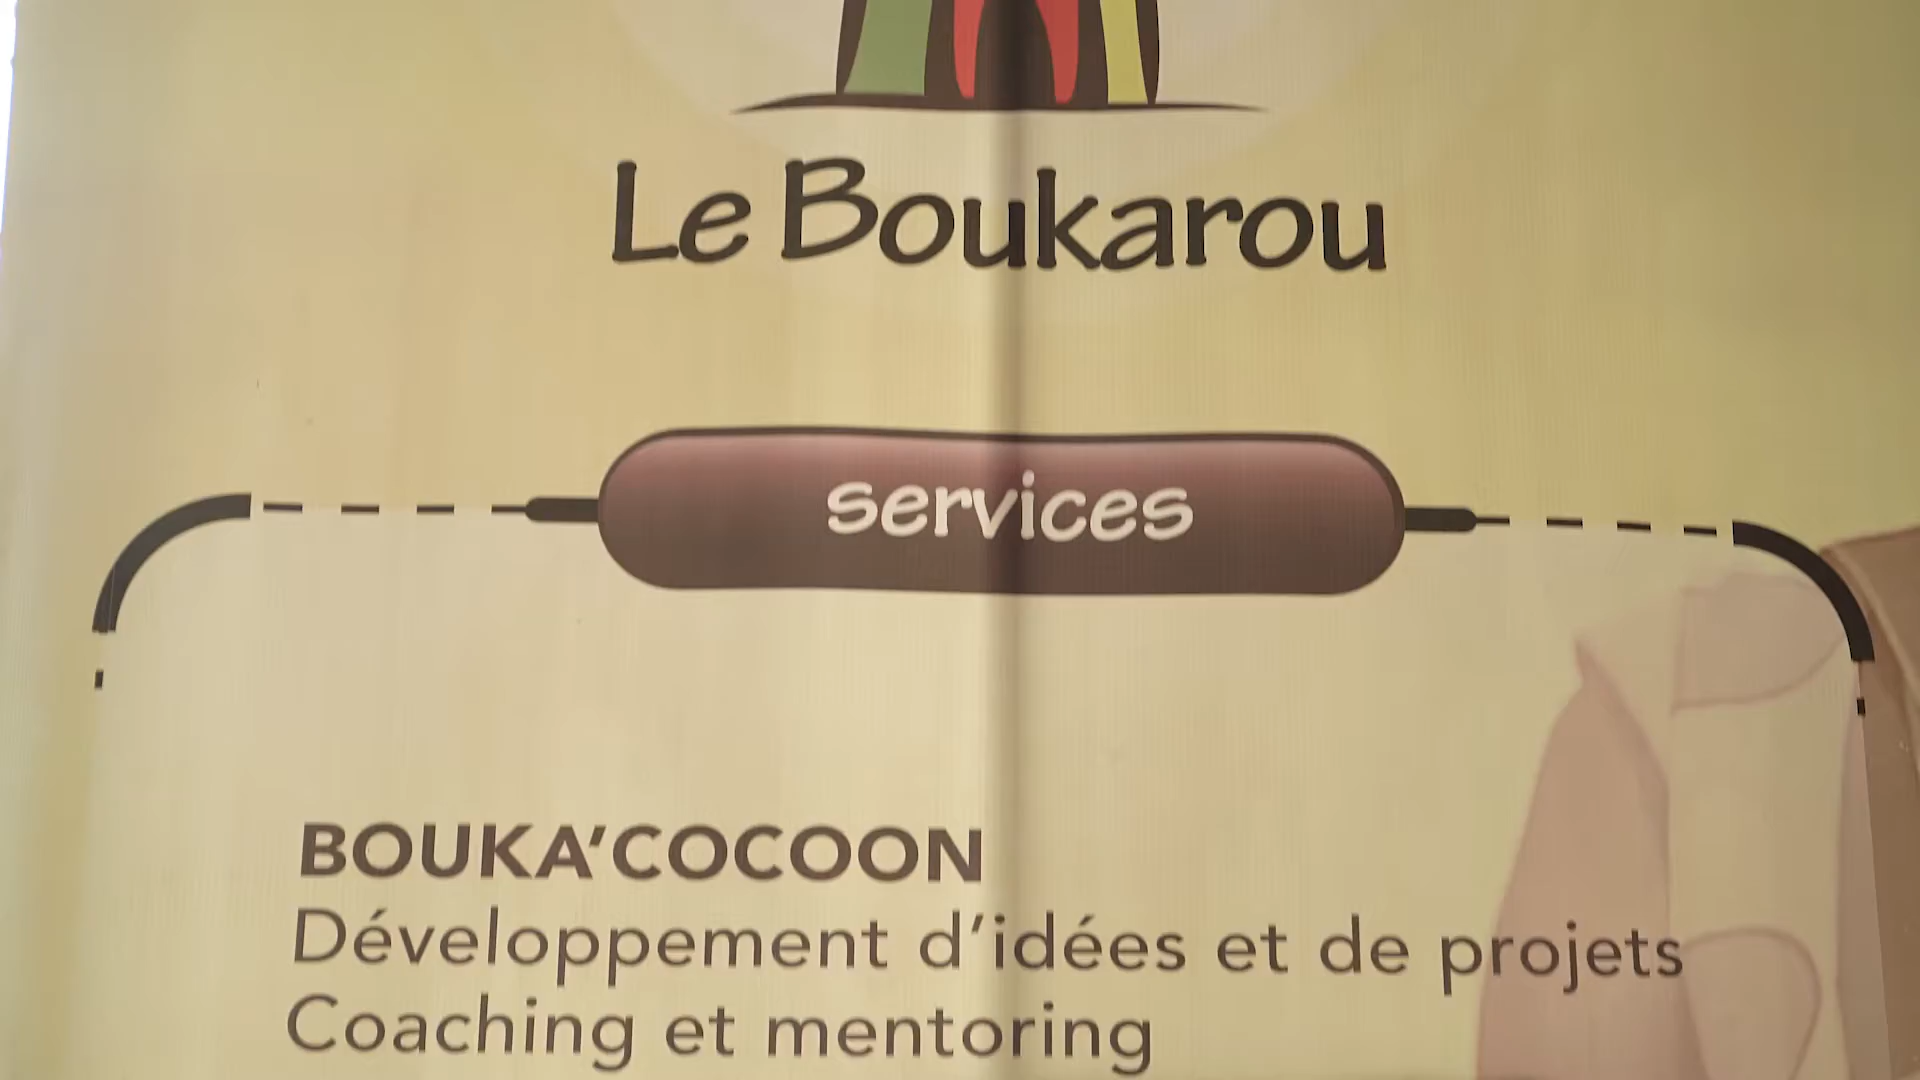 Le Boukarou
services
BOUKA’COCOON
Développement d’idées et de projets
Coaching et mentoring